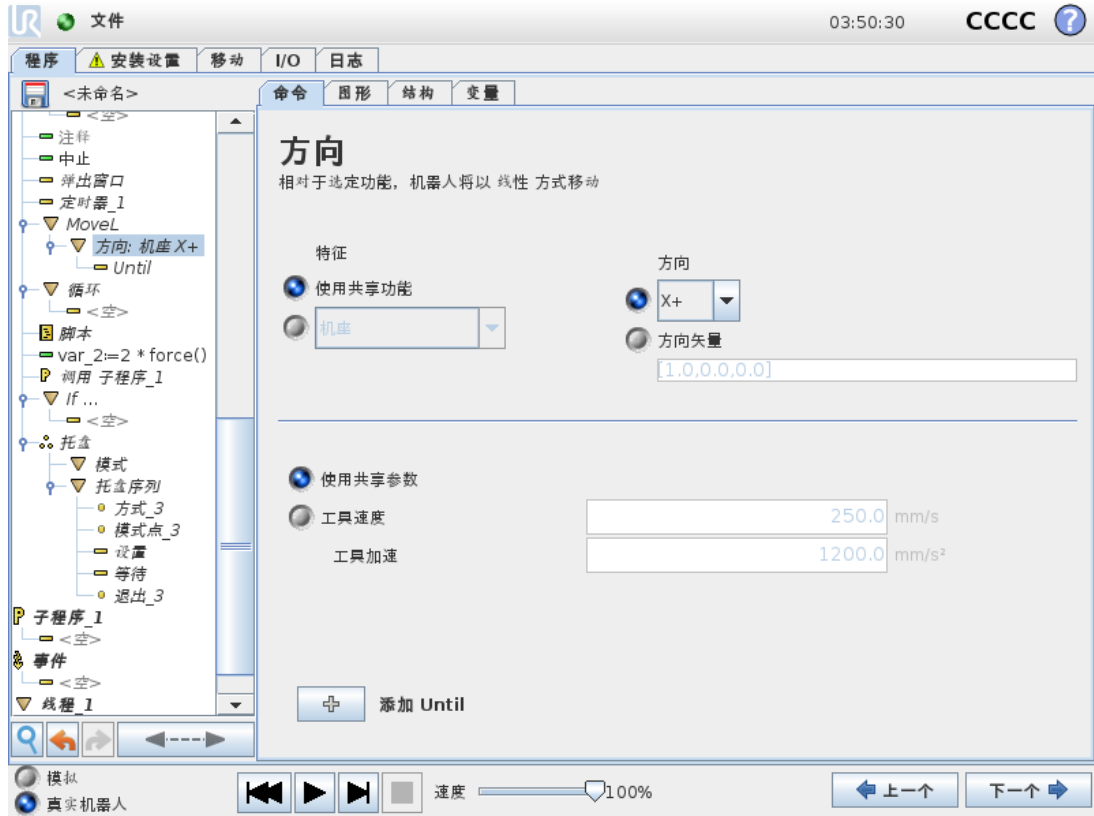 UR 文件 03:50:30 CCCC ?
程序 安装设置 移动 I/O 日志
<未命名>
命令 图形 结构 变量
<空>
注释
中止
弹出窗口
定时器_1
MoveL
方向: 机座 X+
Until
循环
<空>
脚本
var_2:=2 * force()
调用 子程序_1
If ...
<空>
托盘
模式
托盘序列
方式_3
模式点_3
设置
等待
退出_3
子程序_1
<空>
事件
<空>
线程_1
方向
相对于选定功能，机器人将以 线性 方式移动
特征
使用共享功能
机座
方向
X+
方向矢量
[1.0,0.0,0.0]
使用共享参数
工具速度 250.0 mm/s
工具加速 1200.0 mm/s²
添加 Until
模拟
真实机器人
速度 100%
上一个 下一个